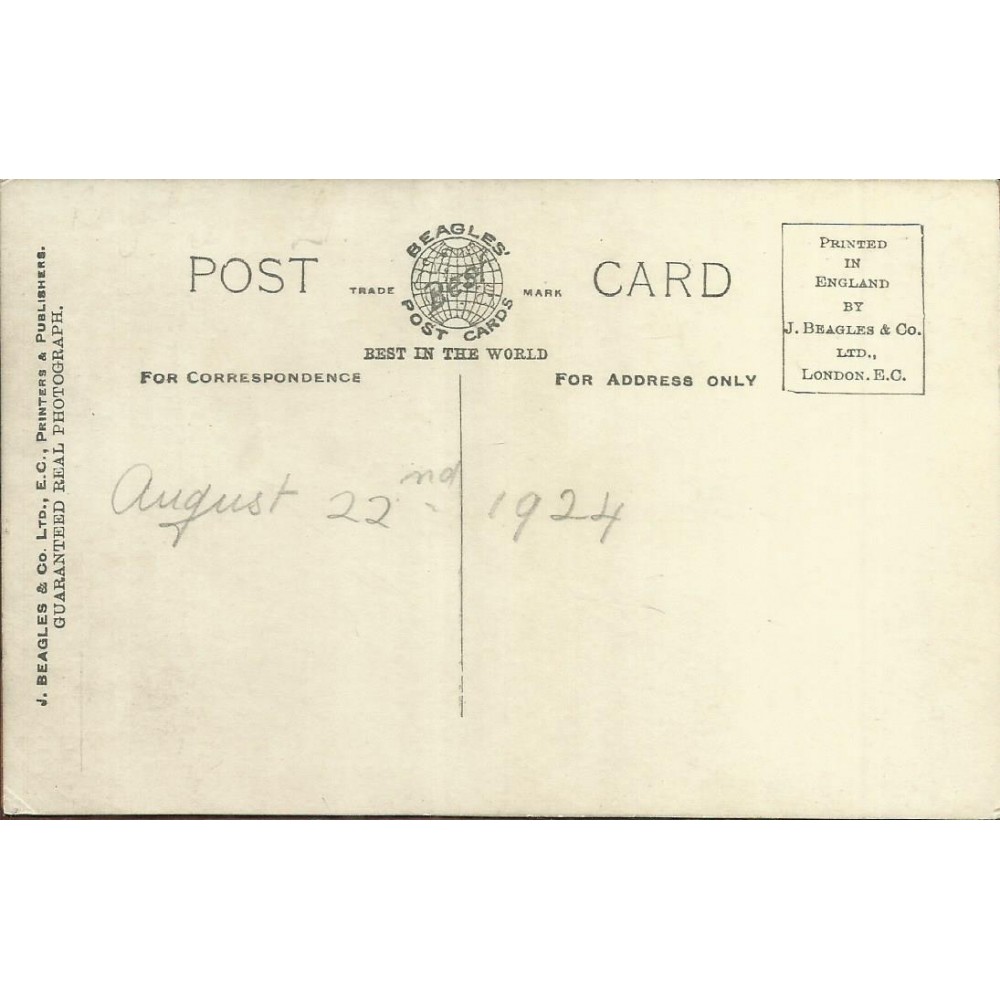 J. BEAGLES & Co. LTD., E.C., PRINTERS & PUBLISHERS.
GUARANTEED REAL PHOTOGRAPH.
POST CARD
BEAGLES'
Best
POST CARDS
TRADE MARK
BEST IN THE WORLD
FOR CORRESPONDENCE
FOR ADDRESS ONLY
PRINTED
IN
ENGLAND
BY
J. BEAGLES & Co.
LTD.,
LONDON. E.C.
August 22nd 1924